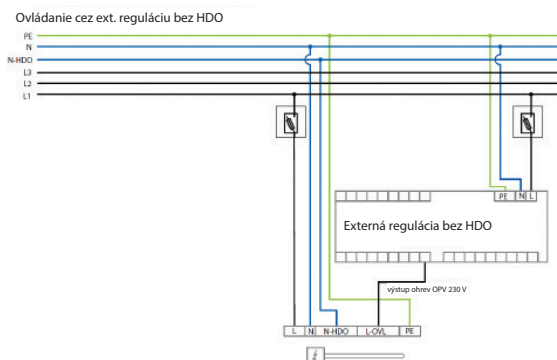 Ovládanie cez ext. reguláciu bez HDO
PE
N
N-HDO
L3
L2
L1
PE N L
Externá regulácia bez HDO
výstup ohrev OPV 230 V
L N N-HDO L-OVL PE